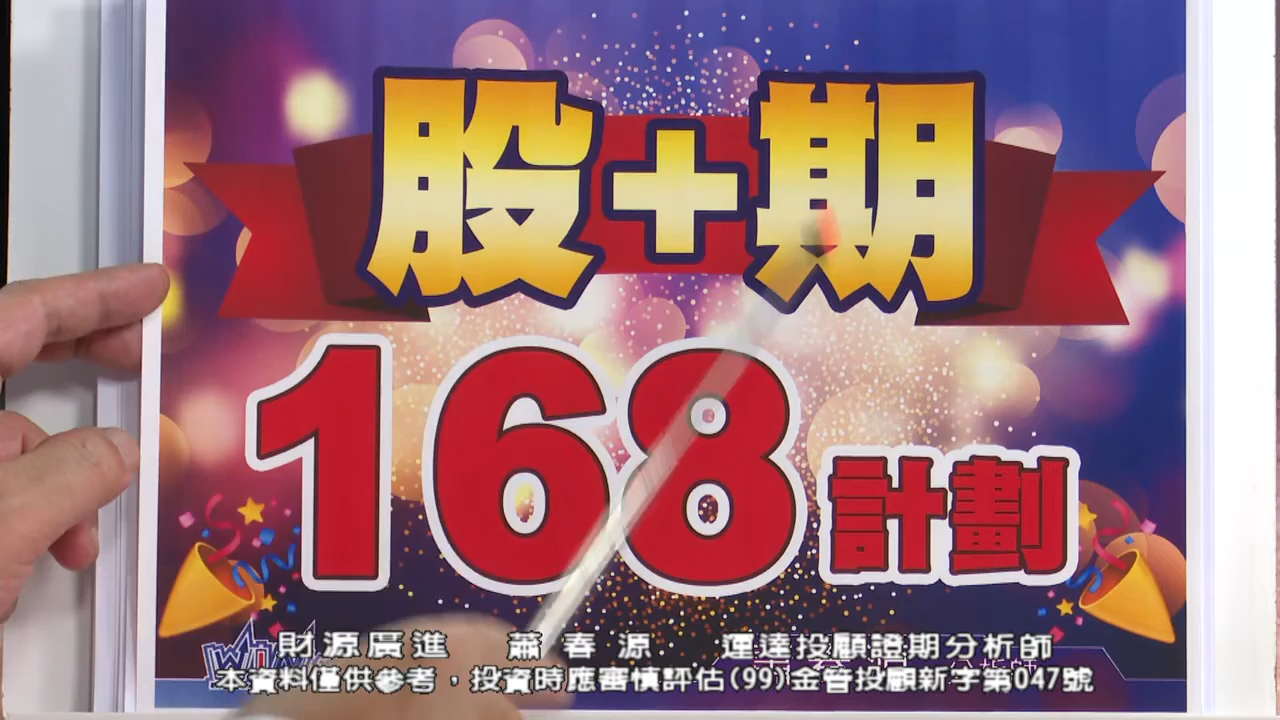 股+期
168計劃
財源廣進 蕭春源 運達投顧證期分析師
本資料僅供參考，投資時應審慎評估(99)金管投顧新字第047號